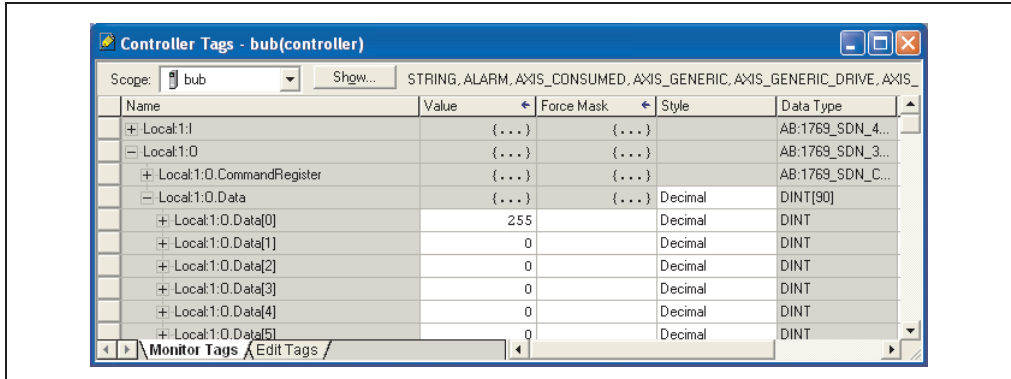 Controller Tags - bub(controller)
Scope: bub Show... STRING, ALARM, AXIS_CONSUMED, AXIS_GENERIC, AXIS_GENERIC_DRIVE, AXIS_
Name Value Force Mask Style Data Type
Local:1:I {...} {...} AB:1769_SDN_4...
Local:1:O {...} {...} AB:1769_SDN_3...
Local:1:O.CommandRegister {...} {...} AB:1769_SDN_C...
Local:1:O.Data {...} {...} Decimal DINT[90]
Local:1:O.Data[0] 255 Decimal DINT
Local:1:O.Data[1] 0 Decimal DINT
Local:1:O.Data[2] 0 Decimal DINT
Local:1:O.Data[3] 0 Decimal DINT
Local:1:O.Data[4] 0 Decimal DINT
Local:1:O.Data[5] 0 Decimal DINT
Monitor Tags Edit Tags